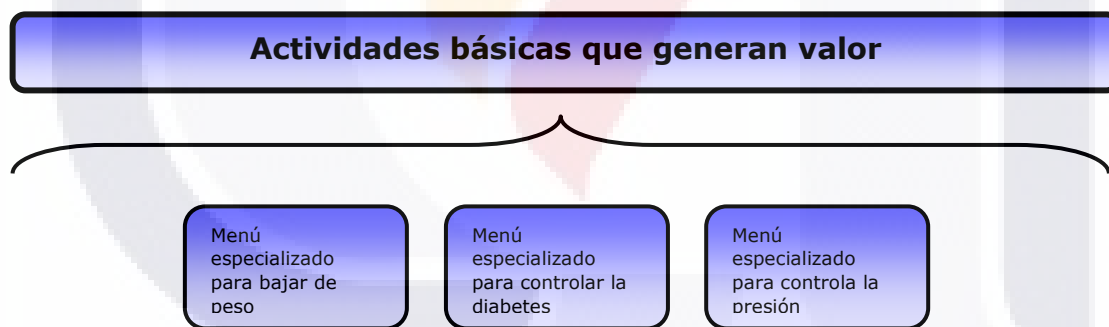 Actividades básicas que generan valor
Menú
especializado
para bajar de
peso
Menú
especializado
para controlar la
diabetes
Menú
especializado
para controla la
presión